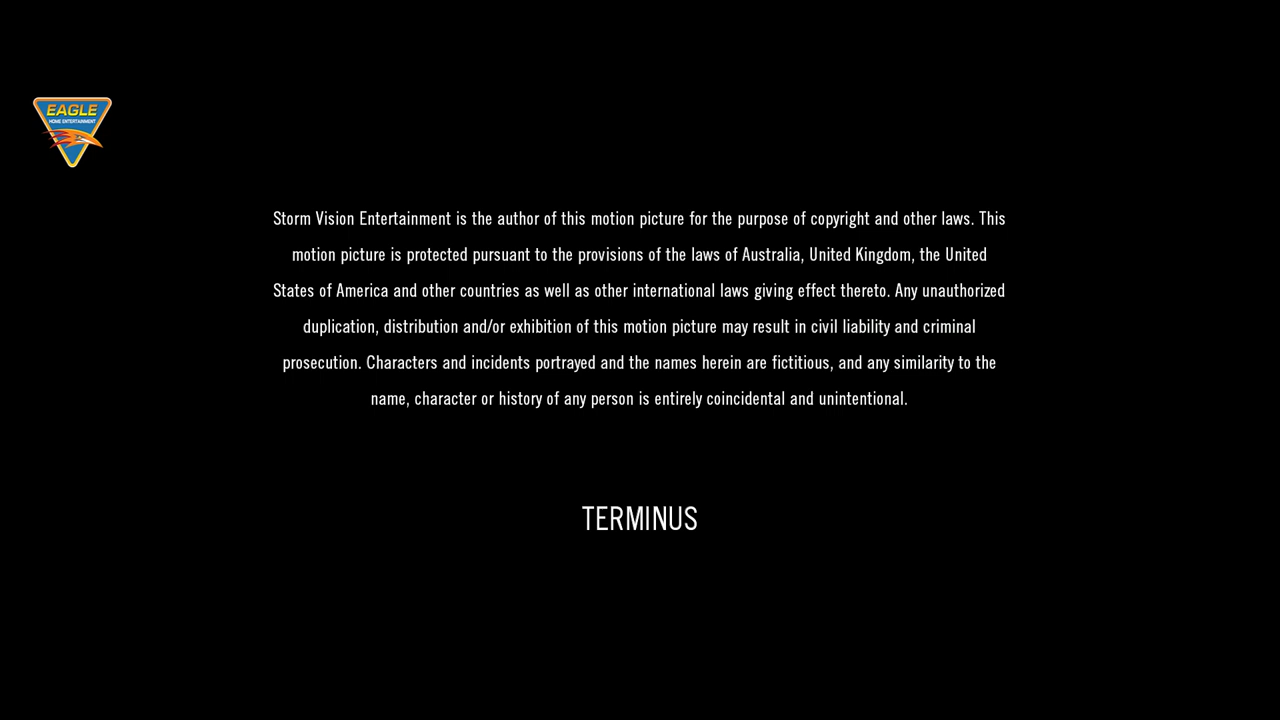 EAGLE
HOME ENTERTAINMENT
Storm Vision Entertainment is the author of this motion picture for the purpose of copyright and other laws. This
motion picture is protected pursuant to the provisions of the laws of Australia, United Kingdom, the United
States of America and other countries as well as other international laws giving effect thereto. Any unauthorized
duplication, distribution and/or exhibition of this motion picture may result in civil liability and criminal
prosecution. Characters and incidents portrayed and the names herein are fictitious, and any similarity to the
name, character or history of any person is entirely coincidental and unintentional.
TERMINUS